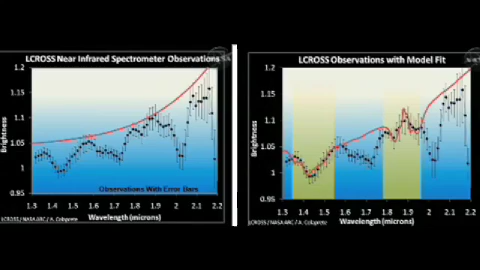 LCROSS Near Infrared Spectrometer Observations
1.2
1.15
1.1
1.05
1
0.95
Brightness
Observations With Error Bars
1.3 1.4 1.5 1.6 1.7 1.8 1.9 2 2.1 2.2
Wavelength (microns)
LCROSS / NASA ARC / A. Colaprete
LCROSS Observations with Model Fit
1.2
1.15
1.1
1.05
1
0.95
Brightness
1.3 1.4 1.5 1.6 1.7 1.8 1.9 2 2.1 2.2
Wavelength (microns)
LCROSS / NASA ARC / A. Colaprete